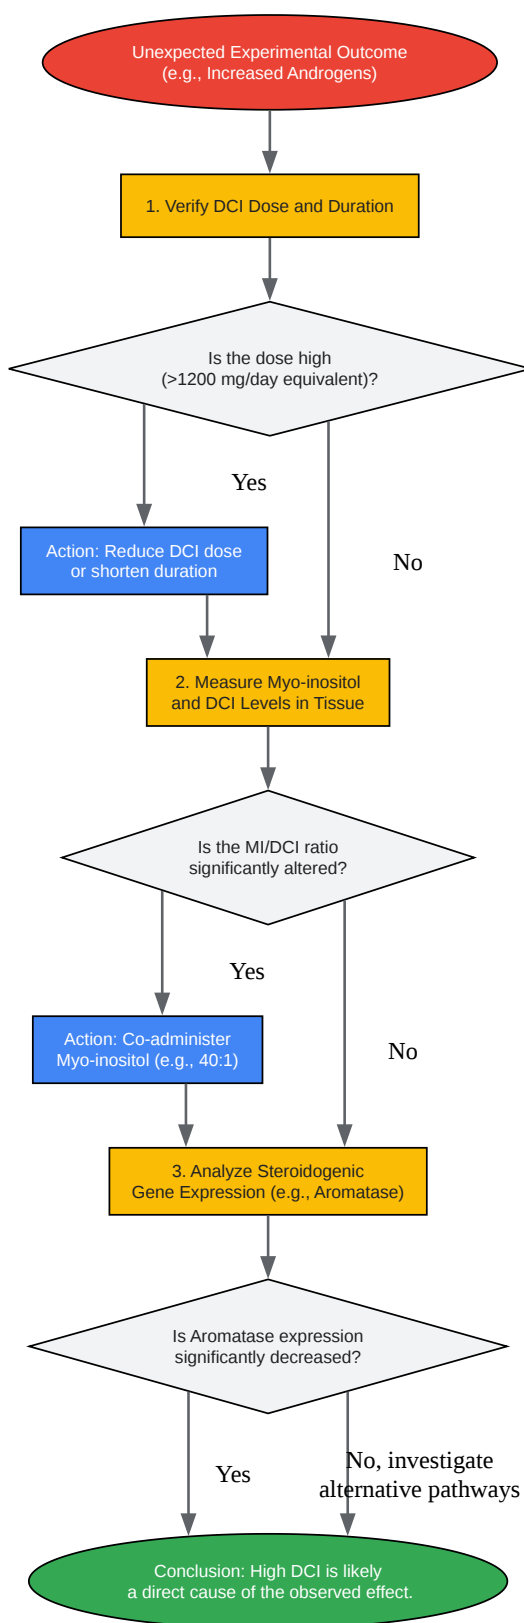 Unexpected Experimental Outcome
(e.g., Increased Androgens)
1. Verify DCI Dose and Duration
Is the dose high
(>1200 mg/day equivalent)?
Yes
Action: Reduce DCI dose
or shorten duration
No
2. Measure Myo-inositol
and DCI Levels in Tissue
Is the MI/DCI ratio
significantly altered?
Yes
Action: Co-administer
Myo-inositol (e.g., 40:1)
No
3. Analyze Steroidogenic
Gene Expression (e.g., Aromatase)
Is Aromatase expression
significantly decreased?
Yes
No, investigate
alternative pathways
Conclusion: High DCI is likely
a direct cause of the observed effect.